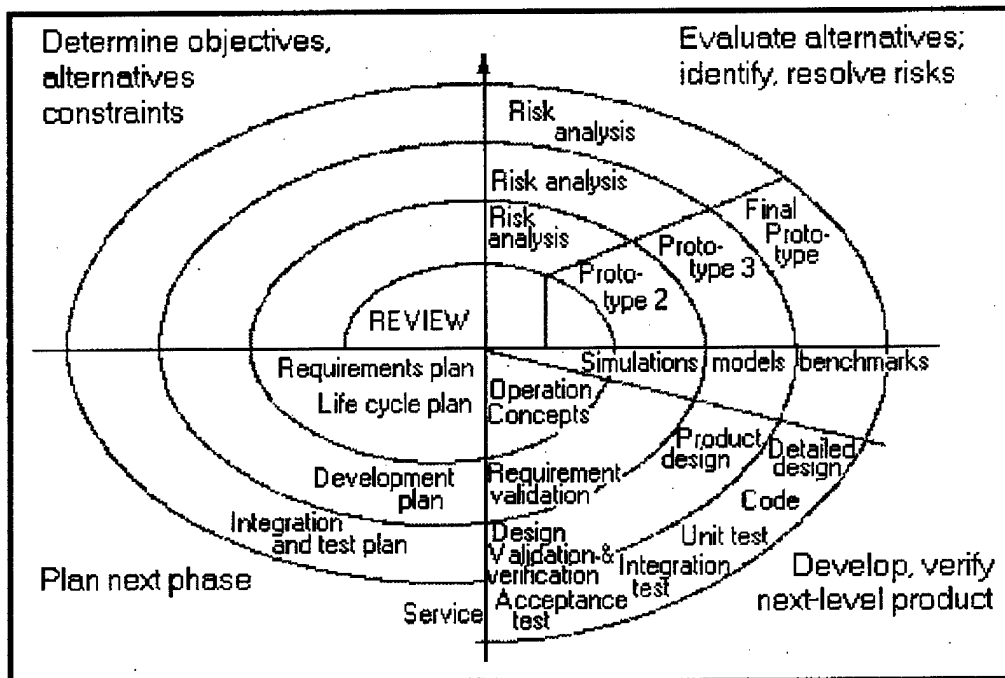 Determine objectives,
alternatives
constraints
Evaluate alternatives;
identify, resolve risks
Risk
analysis
Risk analysis
Risk
analysis
Final
Proto-
type
Proto-
type 3
Proto-
type 2
REVIEW
Simulations models benchmarks
Requirements plan
Life cycle plan
Operation
Concepts
Product
design
Detailed
design
Development
plan
Requirement
validation
Code
Integration
and test plan
Design
Validation-&
verification
Unit test
Integration
test
Plan next phase
Develop, verify
next-level product
Service
Acceptance
test